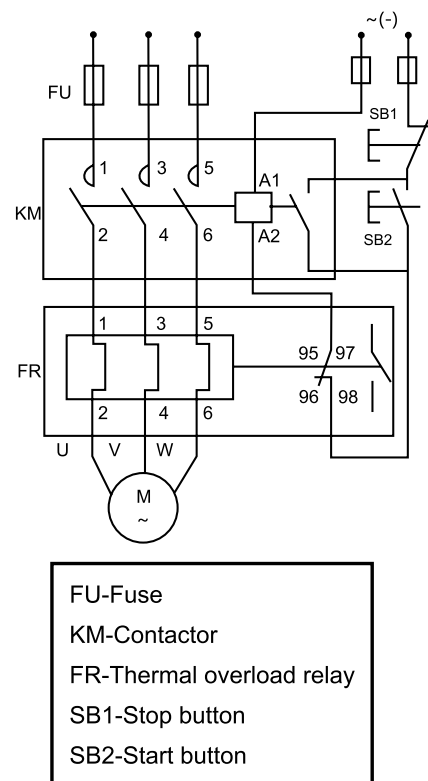 ~(-)
FU
SB1
1 3 5
A1
KM
2 4 6
A2
SB2
1 3 5
95 97
FR
96 98
2 4 6
U V W
M
~
FU-Fuse
KM-Contactor
FR-Thermal overload relay
SB1-Stop button
SB2-Start button